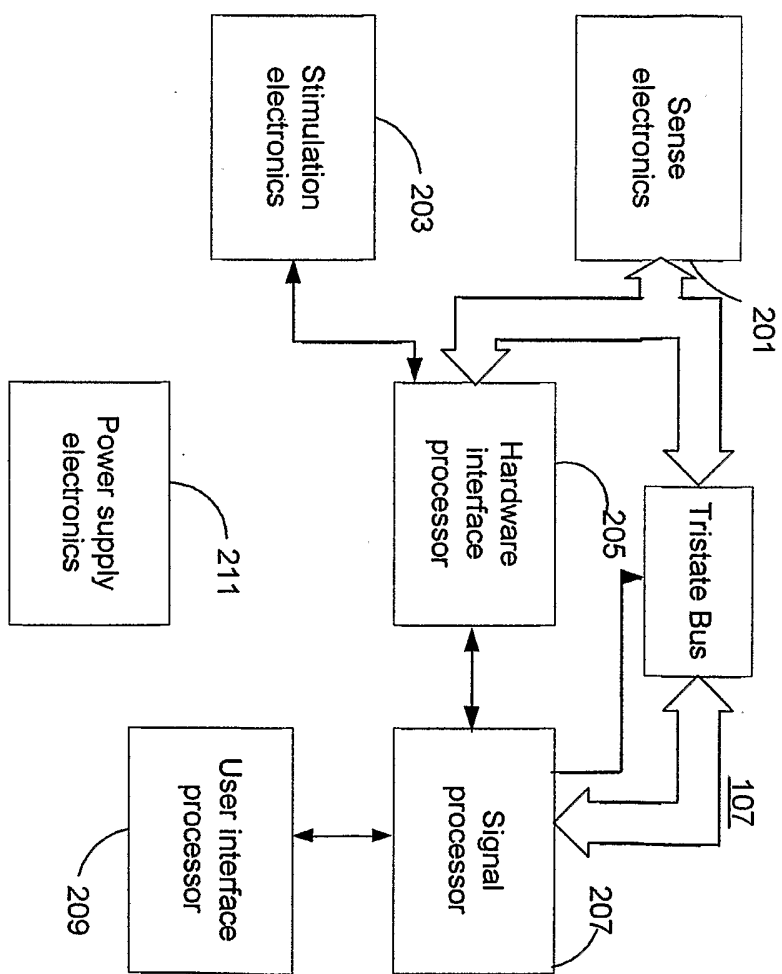 Sense
electronics
201
Stimulation
electronics
203
Tristate Bus
107
Hardware
interface
processor
205
Signal
processor
207
User interface
processor
209
Power supply
electronics
211